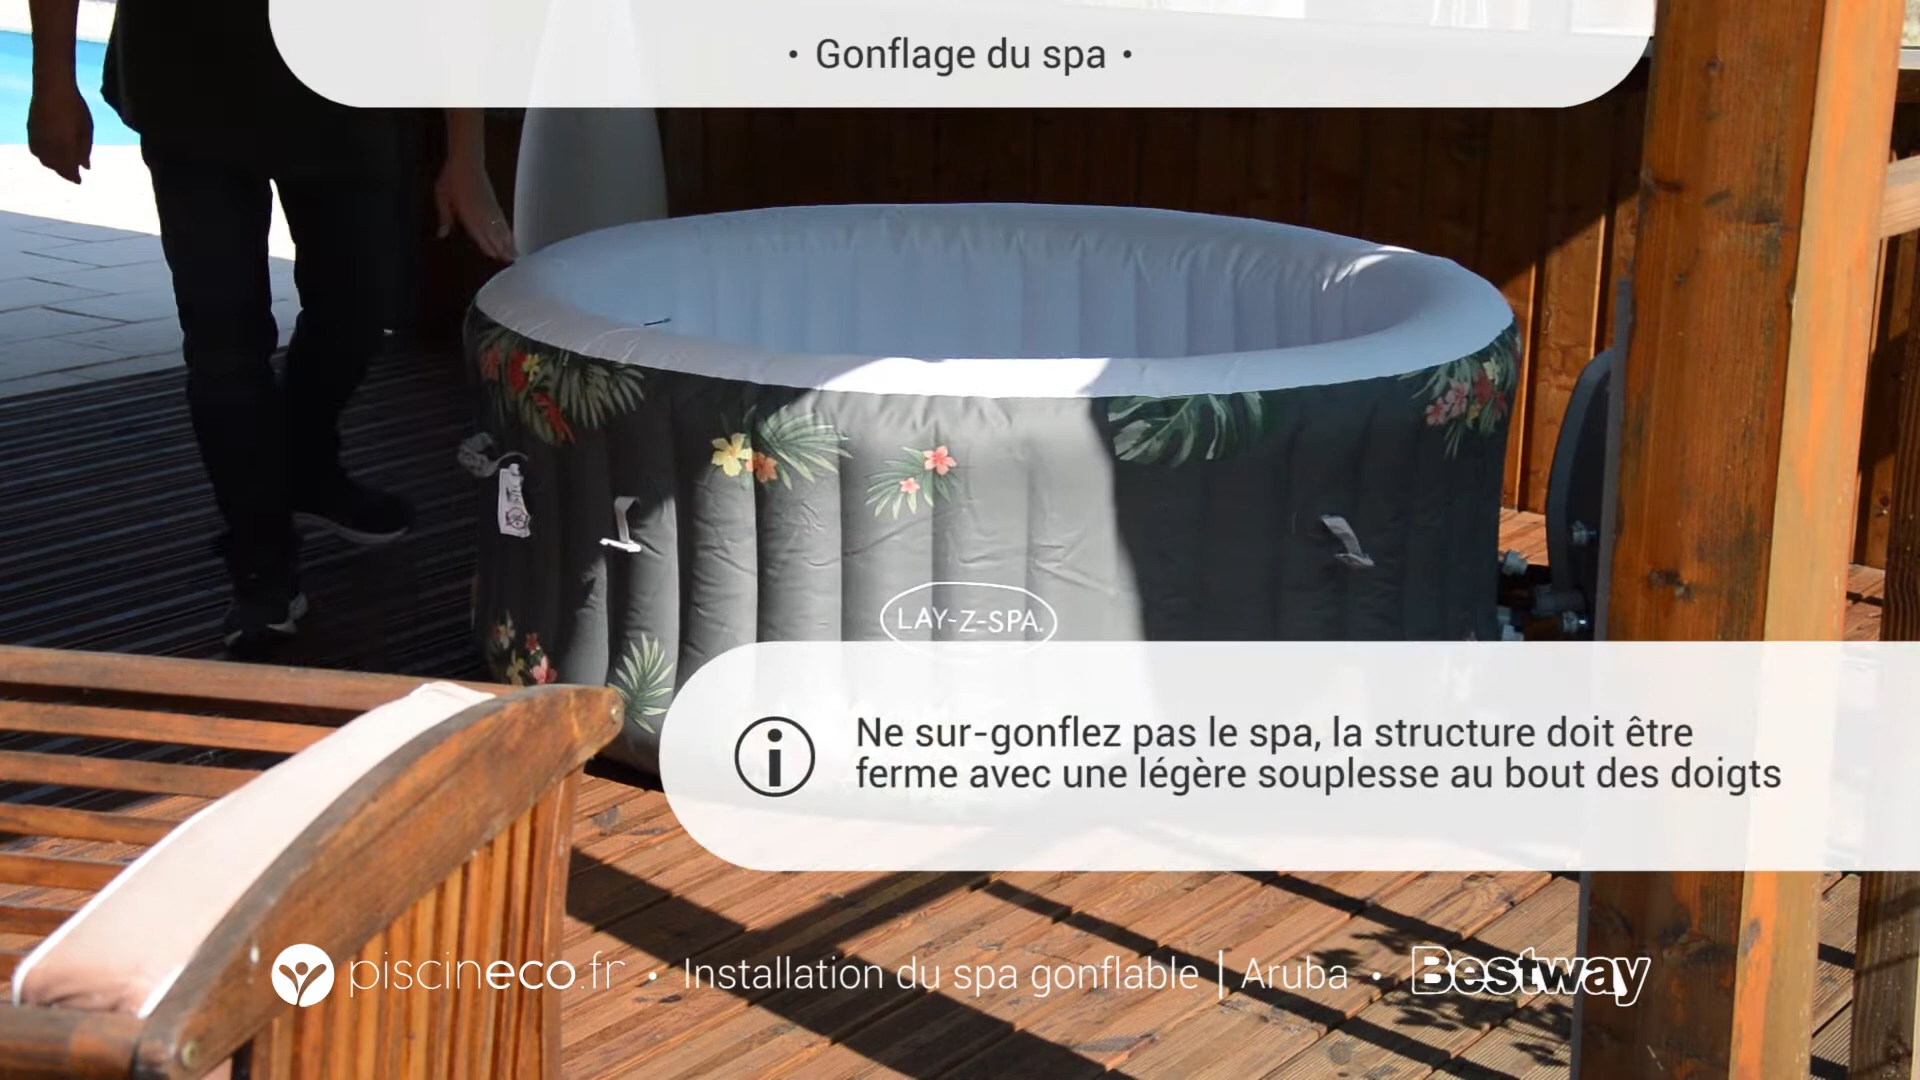 • Gonflage du spa •
LAY-Z-SPA
Ne sur-gonflez pas le spa, la structure doit être
ferme avec une légère souplesse au bout des doigts
piscineco.fr • Installation du spa gonflable | Aruba • Bestway